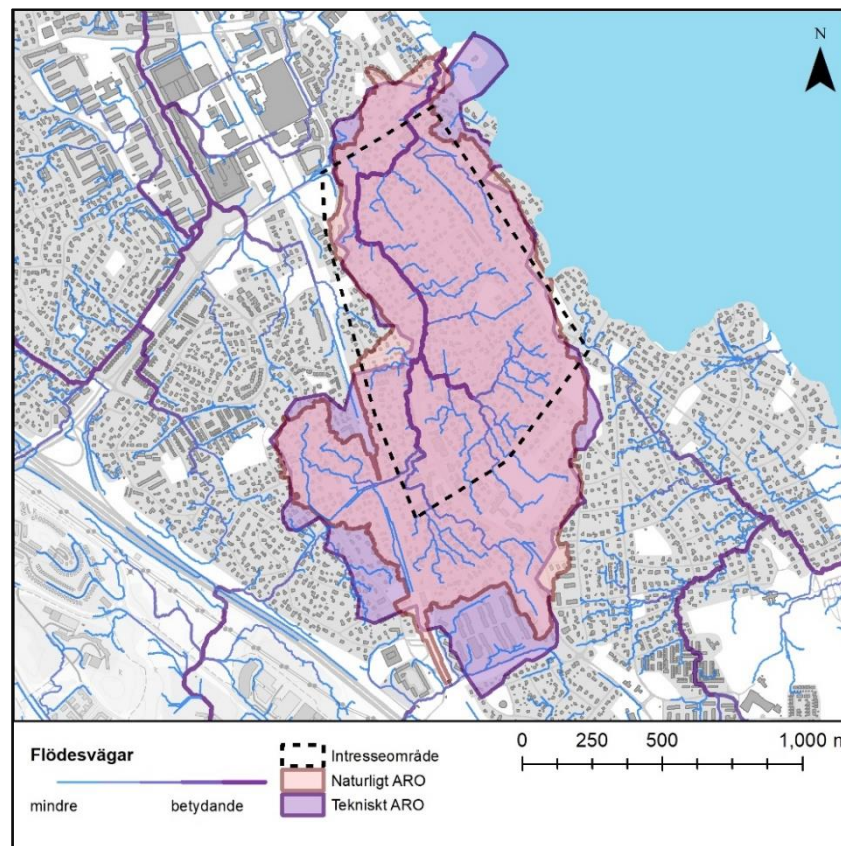 N
Flödesvägar
mindre betydande
Intresseområde
Naturligt ARO
Tekniskt ARO
0 250 500 1,000 m